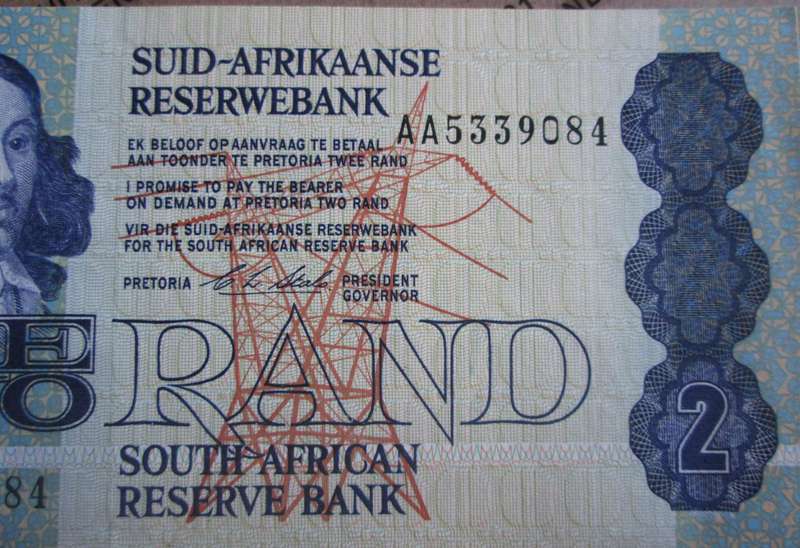 SUID-AFRIKAANSE
RESERWEBANK
AA5339084
EK BELOOF OP AANVRAAG TE BETAAL
AAN TOONDER TE PRETORIA TWEE RAND
I PROMISE TO PAY THE BEARER
ON DEMAND AT PRETORIA TWO RAND
VIR DIE SUID-AFRIKAANSE RESERWEBANK
FOR THE SOUTH AFRICAN RESERVE BANK
PRETORIA
PRESIDENT
GOVERNOR
E
O
RAND
2
SOUTH AFRICAN
RESERVE BANK
84